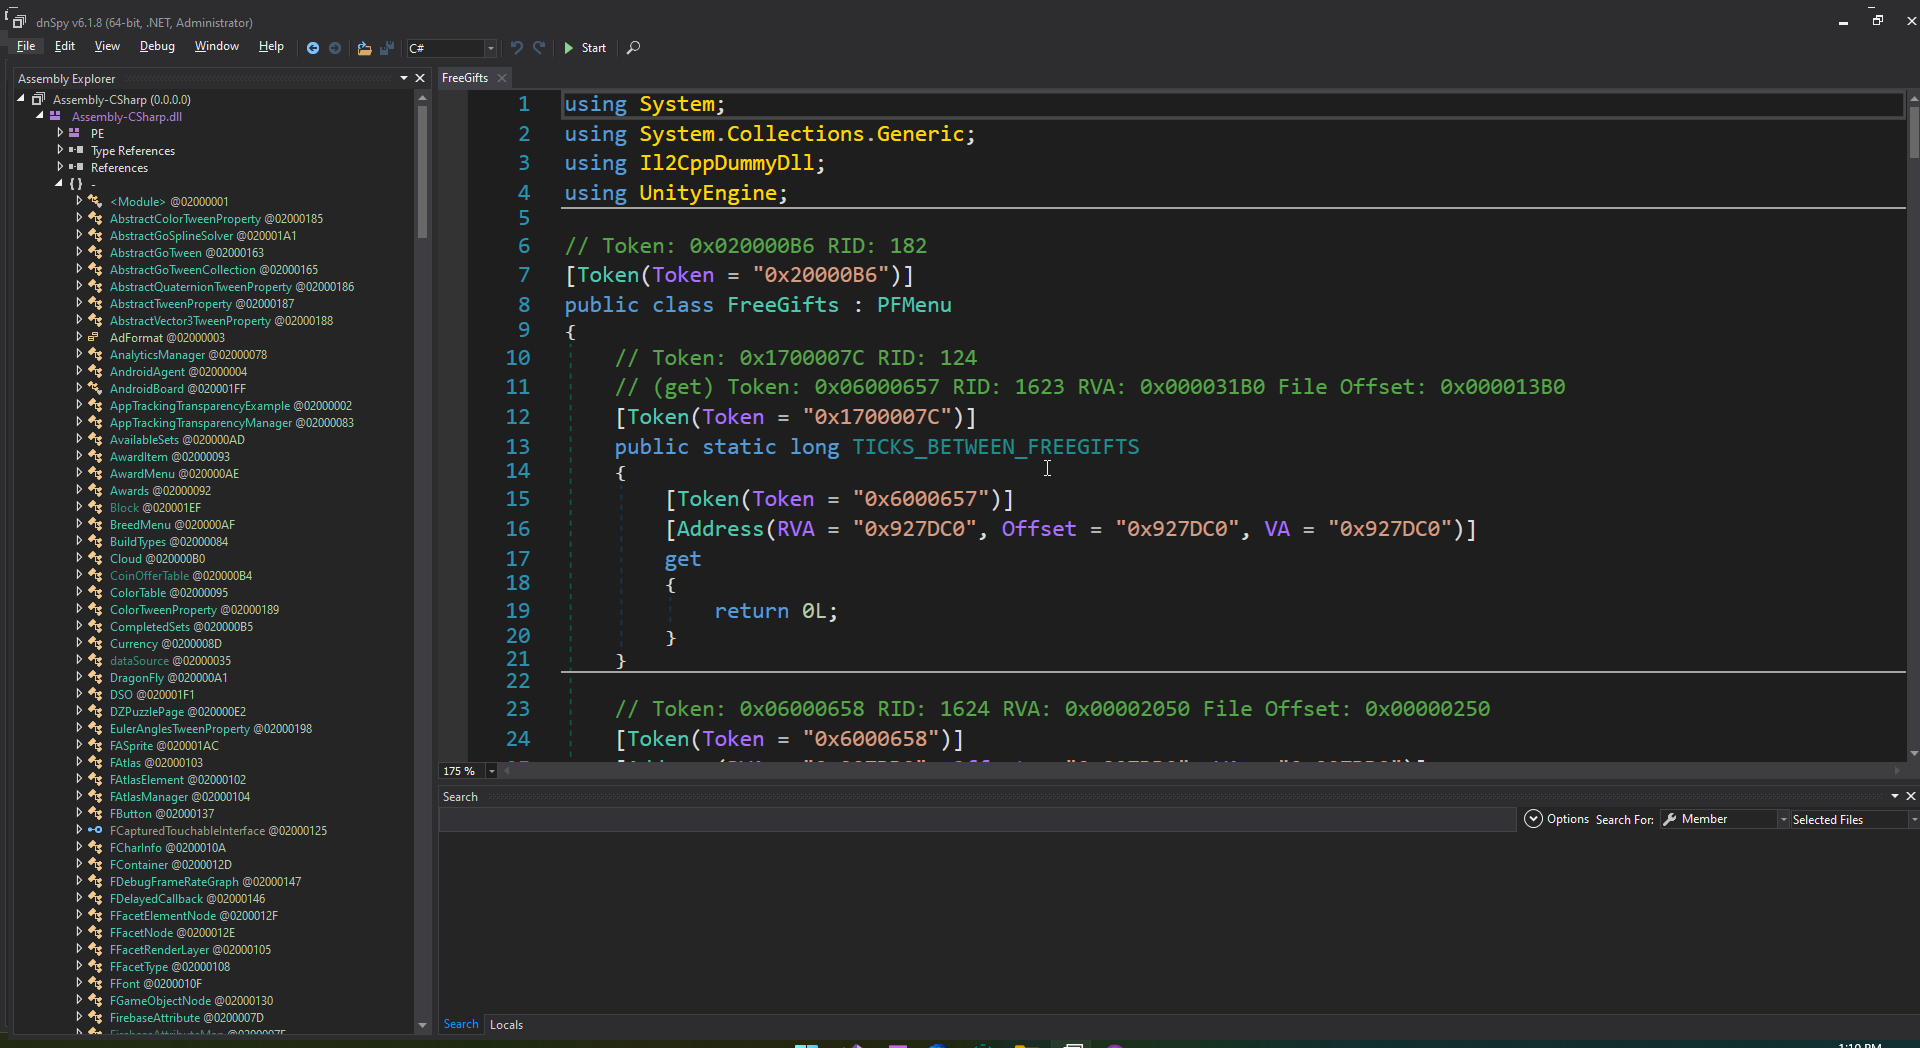 dnSpy v6.1.8 (64-bit, .NET, Administrator)
File Edit View Debug Window Help C# Start
Assembly Explorer
Assembly-CSharp (0.0.0.0)
Assembly-CSharp.dll
PE
Type References
References
{} -
<Module> @02000001
AbstractColorTweenProperty @02000185
AbstractGoSplineSolver @020001A1
AbstractGoTween @02000163
AbstractGoTweenCollection @02000165
AbstractQuaternionTweenProperty @02000186
AbstractTweenProperty @02000187
AbstractVector3TweenProperty @02000188
AdFormat @02000003
AnalyticsManager @02000078
AndroidAgent @02000004
AndroidBoard @020001FF
AppTrackingTransparencyExample @02000002
AppTrackingTransparencyManager @02000083
AvailableSets @020000AD
AwardItem @02000093
AwardMenu @020000AE
Awards @02000092
Block @020001EF
BreedMenu @020000AF
BuildTypes @02000084
Cloud @020000B0
CoinOfferTable @020000B4
ColorTable @02000095
ColorTweenProperty @02000189
CompletedSets @020000B5
Currency @0200008D
dataSource @02000035
DragonFly @020000A1
DSO @020001F1
DZPuzzlePage @020000E2
EulerAnglesTweenProperty @02000198
FASprite @020001AC
FAtlas @02000103
FAtlasElement @02000102
FAtlasManager @02000104
FButton @02000137
FCapturedTouchableInterface @02000125
FCharInfo @0200010A
FContainer @0200012D
FDebugFrameRateGraph @02000147
FDelayedCallback @02000146
FFacetElementNode @0200012F
FFacetNode @0200012E
FFacetRenderLayer @02000105
FFacetType @02000108
FFont @0200010F
FGameObjectNode @02000130
FirebaseAttribute @0200007D
FreeGifts
1 using System;
2 using System.Collections.Generic;
3 using Il2CppDummyDll;
4 using UnityEngine;
5
6 // Token: 0x020000B6 RID: 182
7 [Token(Token = "0x20000B6")]
8 public class FreeGifts : PFMenu
9 {
10 // Token: 0x1700007C RID: 124
11 // (get) Token: 0x06000657 RID: 1623 RVA: 0x000031B0 File Offset: 0x000013B0
12 [Token(Token = "0x1700007C")]
13 public static long TICKS_BETWEEN_FREEGIFTS
14 {
15 [Token(Token = "0x6000657")]
16 [Address(RVA = "0x927DC0", Offset = "0x927DC0", VA = "0x927DC0")]
17 get
18 {
19 return 0L;
20 }
21 }
22
23 // Token: 0x06000658 RID: 1624 RVA: 0x00002050 File Offset: 0x00000250
24 [Token(Token = "0x6000658")]
175 %
Search
Options Search For: Member Selected Files
Search Locals